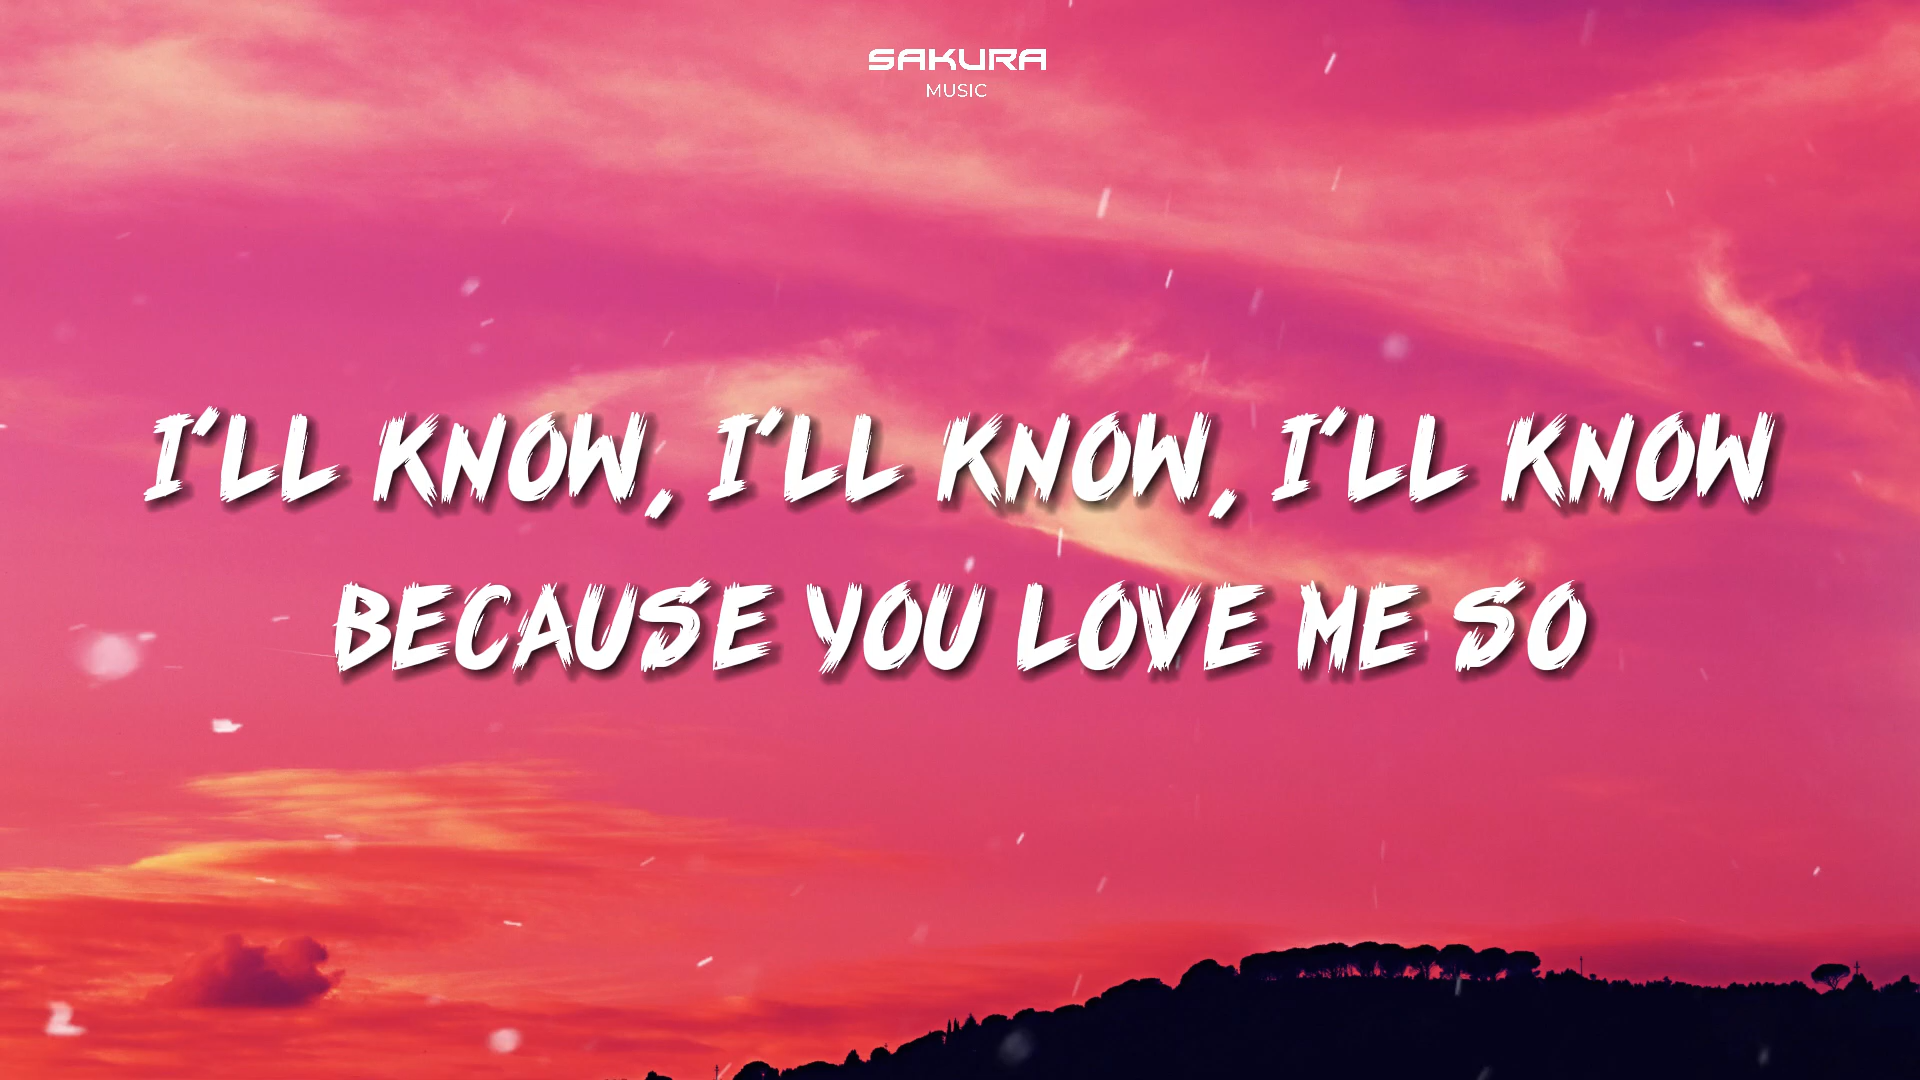 SAKURA
MUSIC
I'LL KNOW, I'LL KNOW, I'LL KNOW
BECAUSE YOU LOVE ME SO